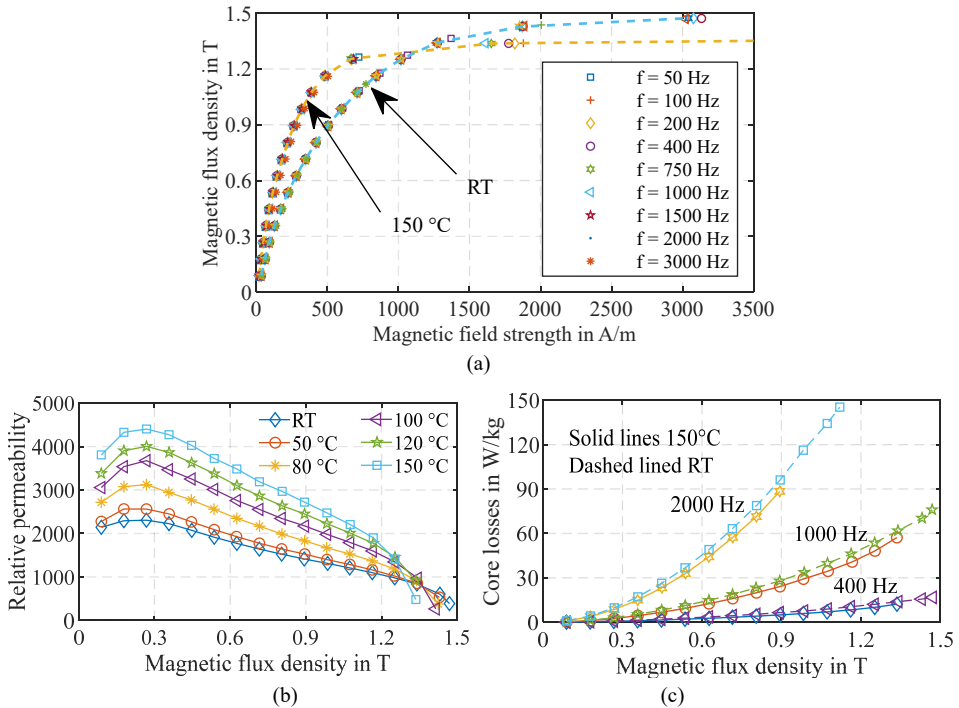 1.5
1.2
0.9
0.6
0.3
0
Magnetic flux density in T
RT
150 °C
f = 50 Hz
f = 100 Hz
f = 200 Hz
f = 400 Hz
f = 750 Hz
f = 1000 Hz
f = 1500 Hz
f = 2000 Hz
f = 3000 Hz
0 500 1000 1500 2000 2500 3000 3500
Magnetic field strength in A/m
(a)
5000
4000
3000
2000
1000
0
Relative permeability
RT
50 °C
80 °C
100 °C
120 °C
150 °C
0 0.3 0.6 0.9 1.2 1.5
Magnetic flux density in T
(b)
150
120
90
60
30
0
Core losses in W/kg
Solid lines 150°C
Dashed lined RT
2000 Hz
1000 Hz
400 Hz
0 0.3 0.6 0.9 1.2 1.5
Magnetic flux density in T
(c)